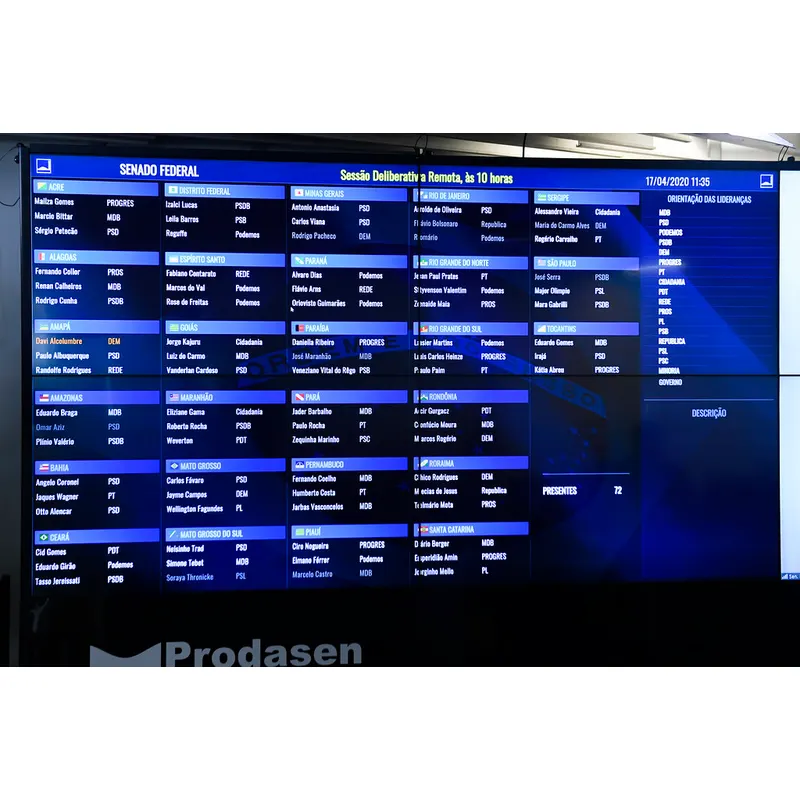 SENADO FEDERAL
Sessão Deliberativa Remota, às 10 horas
17/04/2020 11:35
ACRE
Mailza Gomes PROGRES
Marcio Bittar MDB
Sérgio Petecão PSD
ALAGOAS
Fernando Collor PROS
Renan Calheiros MDB
Rodrigo Cunha PSDB
AMAPÁ
Davi Alcolumbre DEM
Paulo Albuquerque PSD
Randolfe Rodrigues REDE
AMAZONAS
Eduardo Braga MDB
Omar Aziz PSD
Plínio Valério PSDB
BAHIA
Angelo Coronel PSD
Jaques Wagner PT
Otto Alencar PSD
CEARÁ
Cid Gomes PDT
Eduardo Girão Podemos
Tasso Jereissati PSDB
DISTRITO FEDERAL
Izalci Lucas PSDB
Leila Barros PSB
Reguffe Podemos
ESPÍRITO SANTO
Fabiano Contarato REDE
Marcos do Val Podemos
Rose de Freitas Podemos
GOIÁS
Jorge Kajuru Cidadania
Luiz do Carmo MDB
Vanderlan Cardoso PSD
MARANHÃO
Eliziane Gama Cidadania
Roberto Rocha PSDB
Weverton PDT
MATO GROSSO
Carlos Fávaro PSD
Jayme Campos DEM
Wellington Fagundes PL
MATO GROSSO DO SUL
Nelsinho Trad PSD
Simone Tebet MDB
Soraya Thronicke PSL
MINAS GERAIS
Antonio Anastasia PSD
Carlos Viana PSD
Rodrigo Pacheco DEM
PARANÁ
Alvaro Dias Podemos
Flávio Arns REDE
Oriovisto Guimarães Podemos
PARAÍBA
Daniella Ribeiro PROGRES
José Maranhão MDB
Veneziano Vital do Rêgo PSB
PARÁ
Jader Barbalho MDB
Paulo Rocha PT
Zequinha Marinho PSC
PERNAMBUCO
Fernando Coelho MDB
Humberto Costa PT
Jarbas Vasconcelos MDB
PIAUÍ
Ciro Nogueira PROGRES
Elmano Férrer Podemos
Marcelo Castro MDB
RIO DE JANEIRO
Arolde de Oliveira PSD
Flávio Bolsonaro Republica
Romário Podemos
RIO GRANDE DO NORTE
Jean Paul Prates PT
Styvenson Valentim Podemos
Zenaide Maia PROS
RIO GRANDE DO SUL
Lasier Martins Podemos
Luis Carlos Heinze PROGRES
Paulo Paim PT
RONDÔNIA
Acir Gurgacz PDT
Confúcio Moura MDB
Marcos Rogério DEM
RORAIMA
Chico Rodrigues DEM
Mecias de Jesus Republica
Telmário Mota PROS
SANTA CATARINA
Dário Berger MDB
Esperidião Amin PROGRES
Jorginho Mello PL
SERGIPE
Alessandro Vieira Cidadania
Maria do Carmo Alves DEM
Rogério Carvalho PT
SÃO PAULO
José Serra PSDB
Major Olimpio PSL
Mara Gabrilli PSDB
TOCANTINS
Eduardo Gomes MDB
Irajá PSD
Kátia Abreu PROGRES
PRESENTES 72
ORIENTAÇÃO DAS LIDERANÇAS
MDB
PSD
PODEMOS
PSDB
DEM
PROGRES
PT
CIDADANIA
PDT
REDE
PROS
PL
PSB
REPUBLICA
PSL
PSC
MINORIA
GOVERNO
DESCRIÇÃO
Prodasen